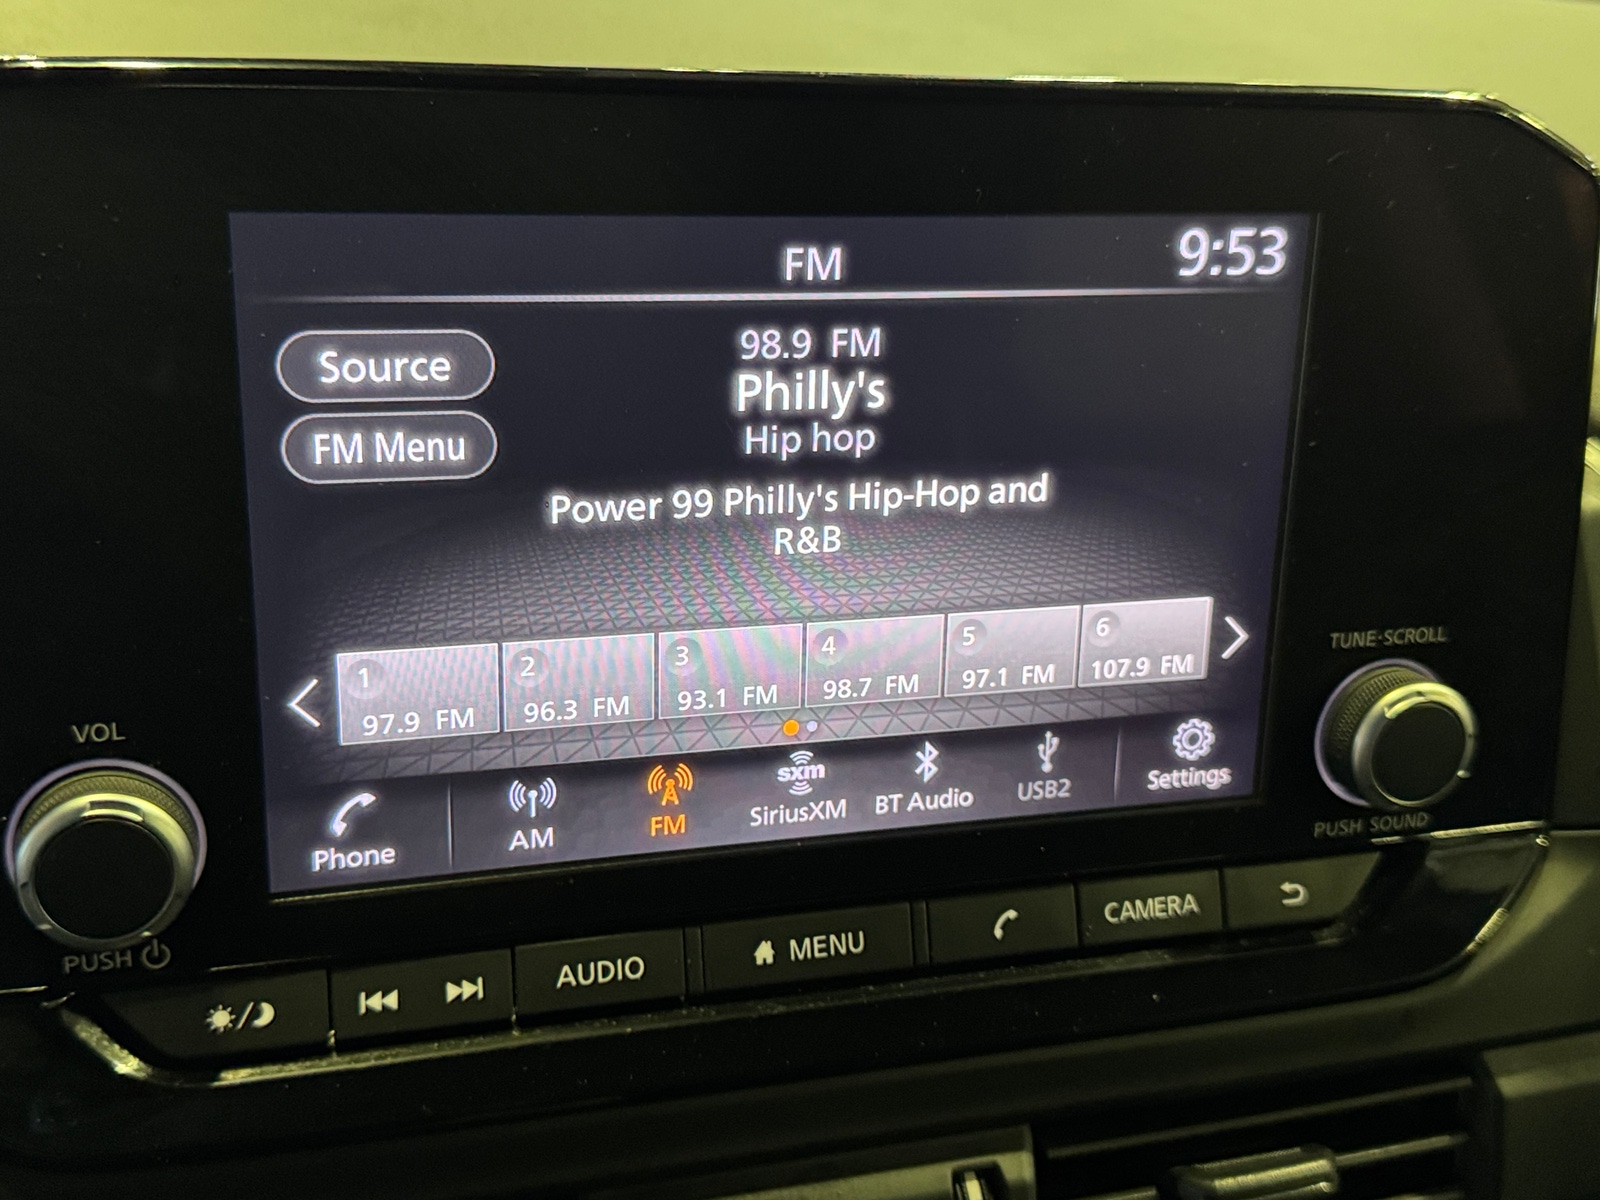 FM
9:53
Source
FM Menu
98.9 FM
Philly's
Hip hop
Power 99 Philly's Hip-Hop and
R&B
1
97.9 FM
2
96.3 FM
3
93.1 FM
4
98.7 FM
5
97.1 FM
6
107.9 FM
Phone
AM
FM
sxm
SiriusXM
BT Audio
USB2
Settings
VOL
PUSH
TUNE·SCROLL
PUSH SOUND
AUDIO
MENU
CAMERA